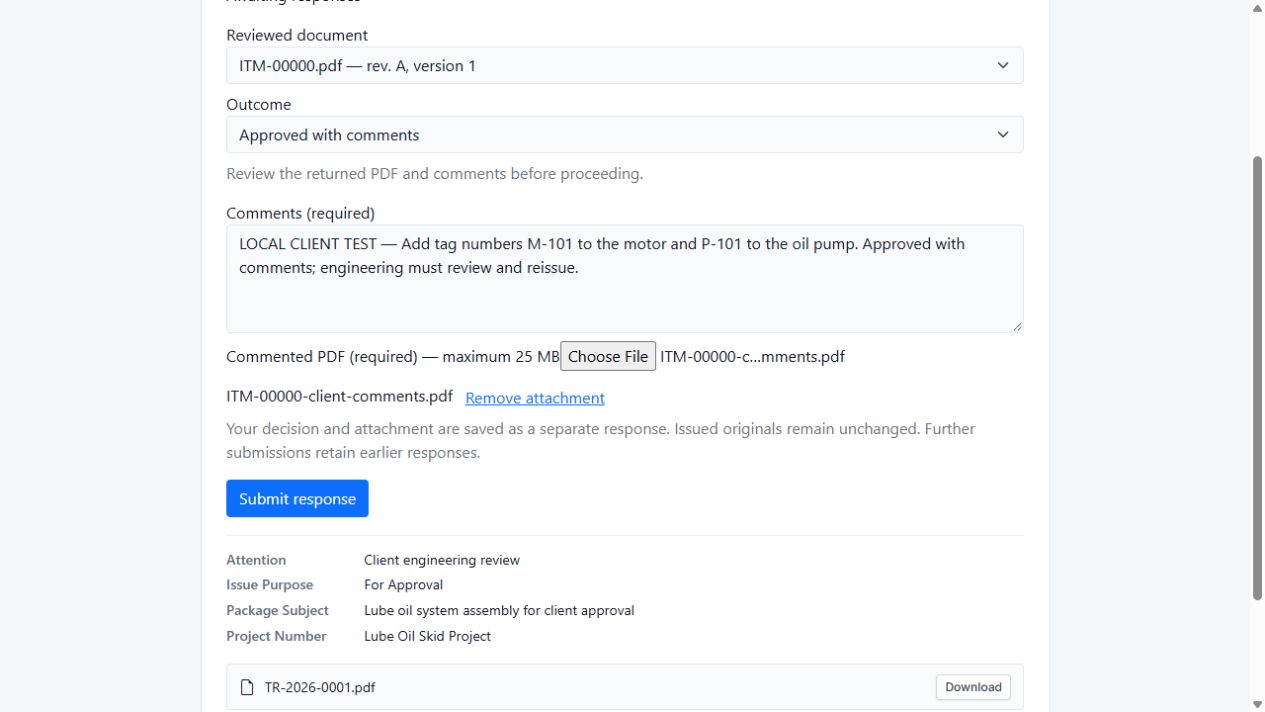 Awaiting responses
Reviewed document
ITM-00000.pdf — rev. A, version 1
Outcome
Approved with comments
Review the returned PDF and comments before proceeding.
Comments (required)
LOCAL CLIENT TEST — Add tag numbers M-101 to the motor and P-101 to the oil pump. Approved with
comments; engineering must review and reissue.
Commented PDF (required) — maximum 25 MB Choose File ITM-00000-c...mments.pdf
ITM-00000-client-comments.pdf Remove attachment
Your decision and attachment are saved as a separate response. Issued originals remain unchanged. Further
submissions retain earlier responses.
Submit response
Attention Client engineering review
Issue Purpose For Approval
Package Subject Lube oil system assembly for client approval
Project Number Lube Oil Skid Project
TR-2026-0001.pdf Download